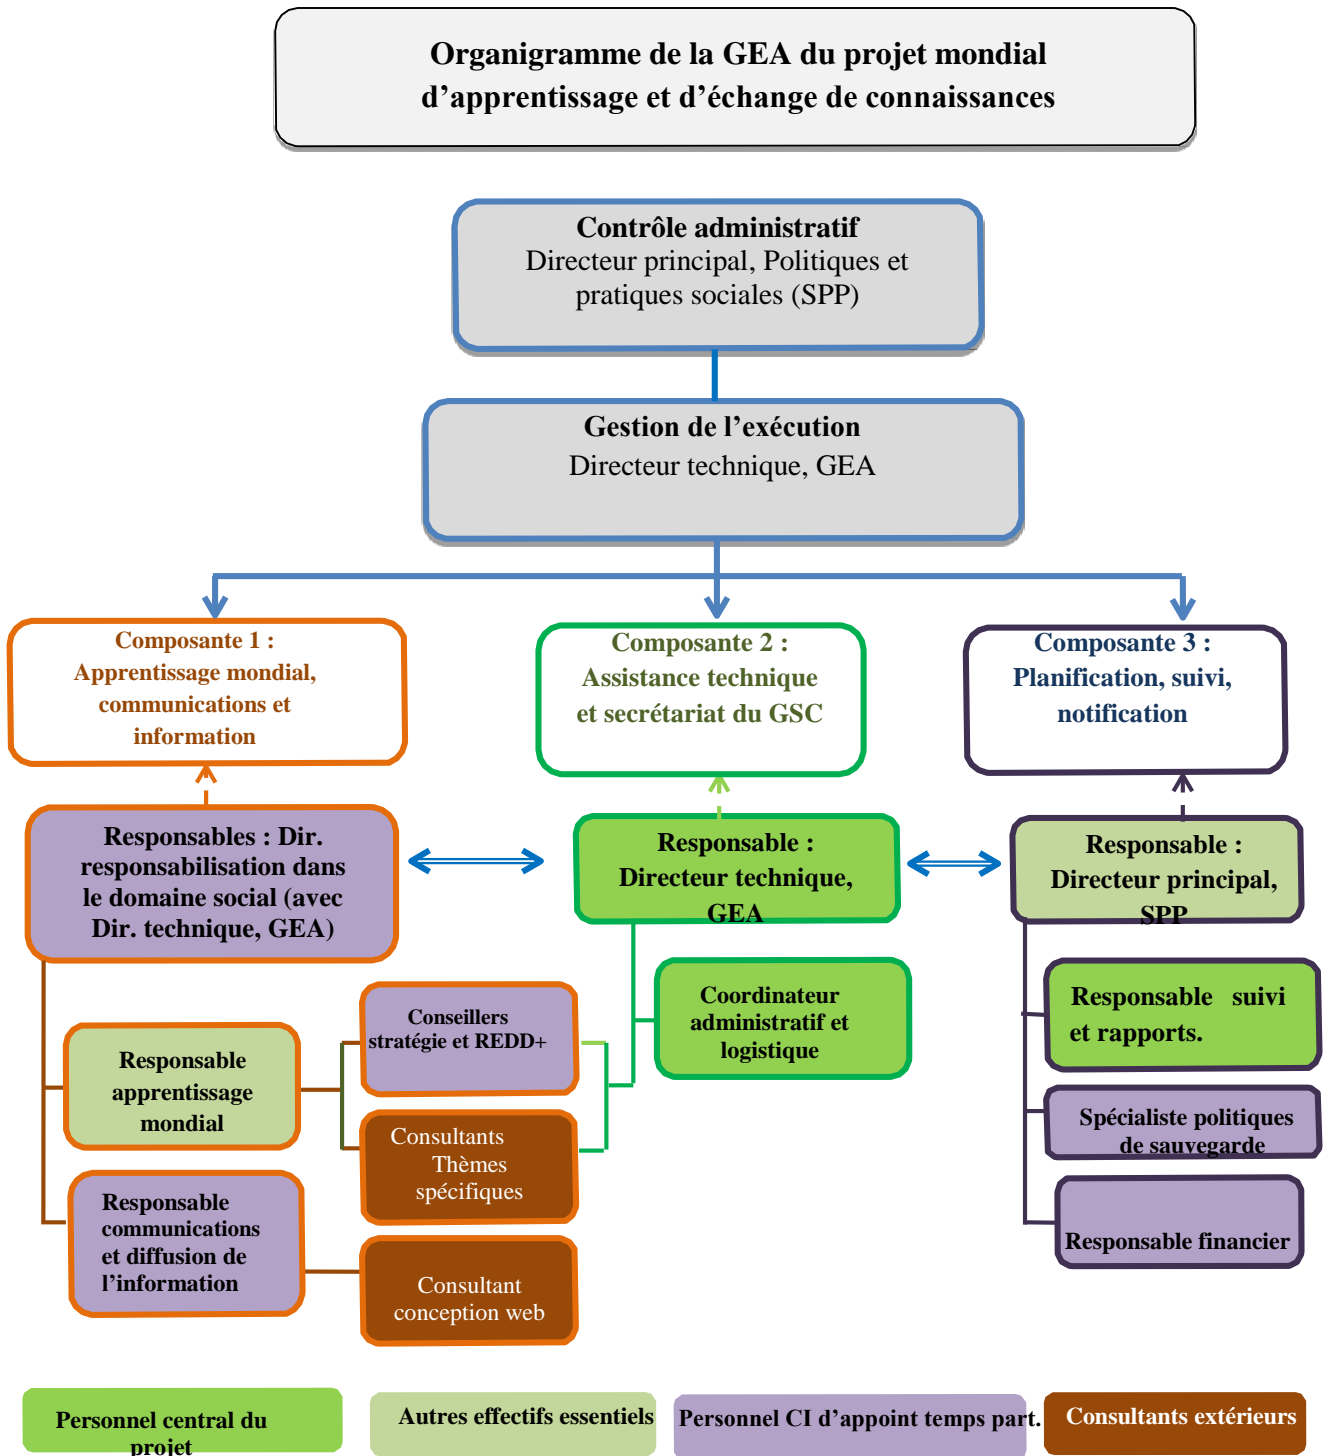 Organigramme de la GEA du projet mondial
d’apprentissage et d’échange de connaissances
Contrôle administratif
Directeur principal, Politiques et
pratiques sociales (SPP)
Gestion de l’exécution
Directeur technique, GEA
Composante 1 :
Apprentissage mondial,
communications et
information
Composante 2 :
Assistance technique
et secrétariat du GSC
Composante 3 :
Planification, suivi,
notification
Responsables : Dir.
responsabilisation dans
le domaine social (avec
Dir. technique, GEA)
Responsable :
Directeur technique,
GEA
Responsable :
Directeur principal,
SPP
Responsable
apprentissage
mondial
Conseillers
stratégie et REDD+
Consultants
Thèmes
spécifiques
Responsable
communications
et diffusion de
l’information
Consultant
conception web
Coordinateur
administratif et
logistique
Responsable suivi
et rapports.
Spécialiste politiques
de sauvegarde
Responsable financier
Personnel central du
projet
Autres effectifs essentiels
Personnel CI d’appoint temps part.
Consultants extérieurs